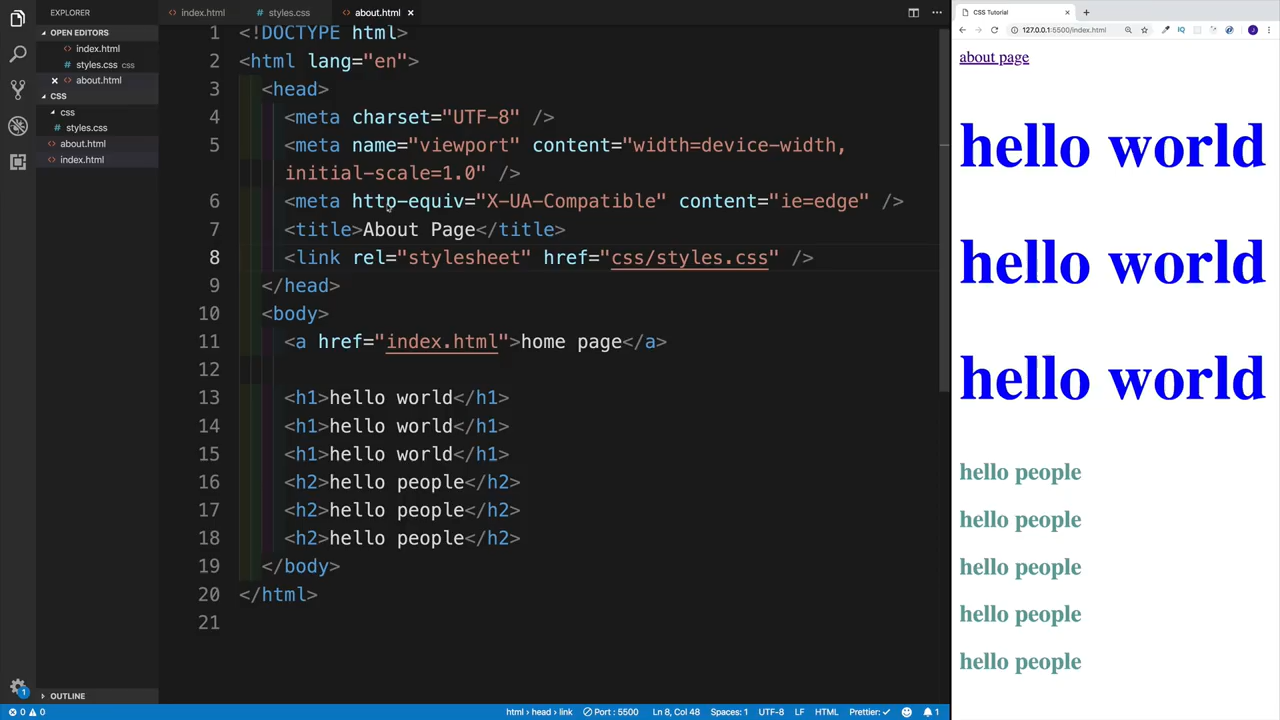 EXPLORER
OPEN EDITORS
index.html
styles.css css
about.html
CSS
css
styles.css
about.html
index.html
OUTLINE
index.html
styles.css
about.html
1 <!DOCTYPE html>
2 <html lang="en">
3 <head>
4 <meta charset="UTF-8" />
5 <meta name="viewport" content="width=device-width,
initial-scale=1.0" />
6 <meta http-equiv="X-UA-Compatible" content="ie=edge" />
7 <title>About Page</title>
8 <link rel="stylesheet" href="css/styles.css" />
9 </head>
10 <body>
11 <a href="index.html">home page</a>
12
13 <h1>hello world</h1>
14 <h1>hello world</h1>
15 <h1>hello world</h1>
16 <h2>hello people</h2>
17 <h2>hello people</h2>
18 <h2>hello people</h2>
19 </body>
20 </html>
21
CSS Tutorial
127.0.0.1:5500/index.html
about page
hello world
hello world
hello world
hello people
hello people
hello people
hello people
hello people
1
0 0
html › head › link
Port : 5500
Ln 8, Col 48
Spaces: 1
UTF-8
LF
HTML
Prettier: ✓
1